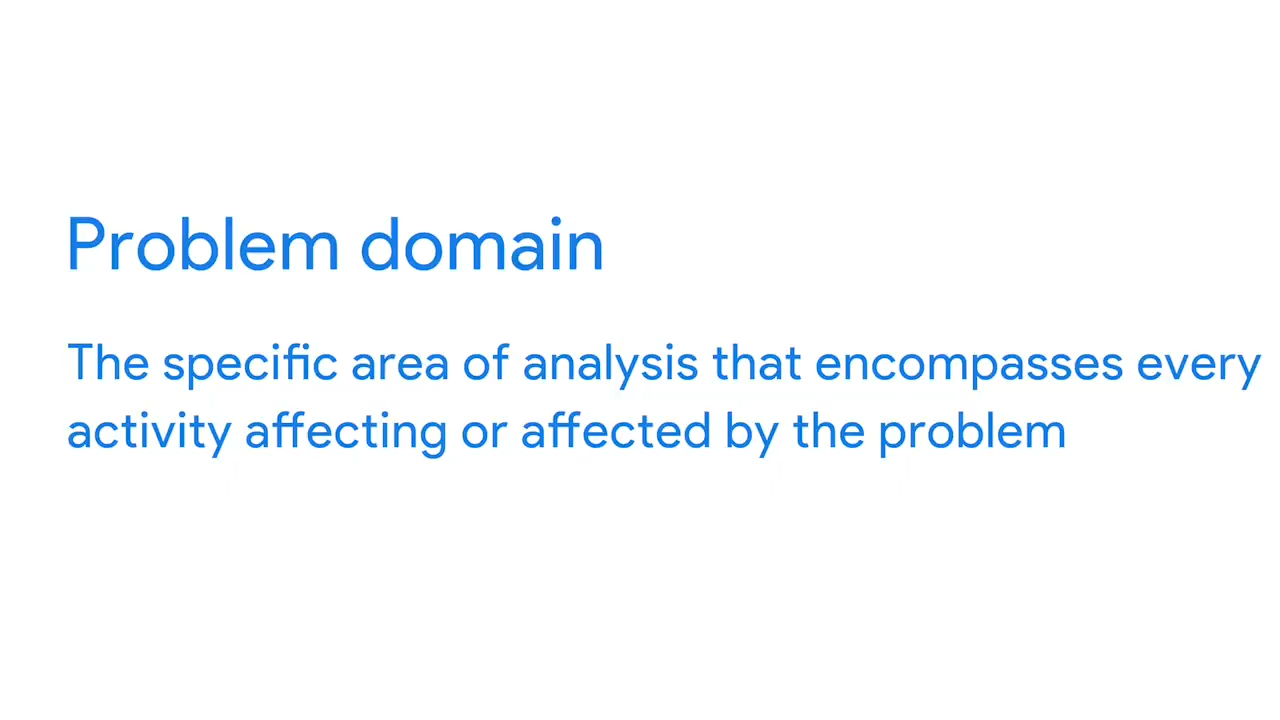 Problem domain
The specific area of analysis that encompasses every
activity affecting or affected by the problem